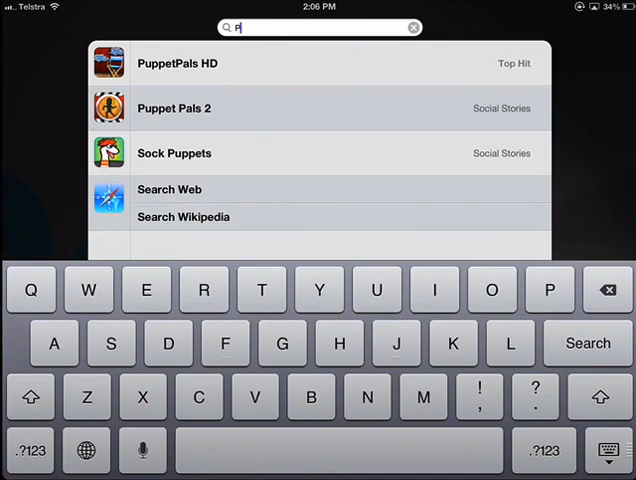 Telstra 2:06 PM 34%
P
PuppetPals HD Top Hit
Puppet Pals 2 Social Stories
Sock Puppets Social Stories
Search Web
Search Wikipedia
Q W E R T Y U I O P
A S D F G H J K L Search
Z X C V B N M ! , ? .
.?123 .?123